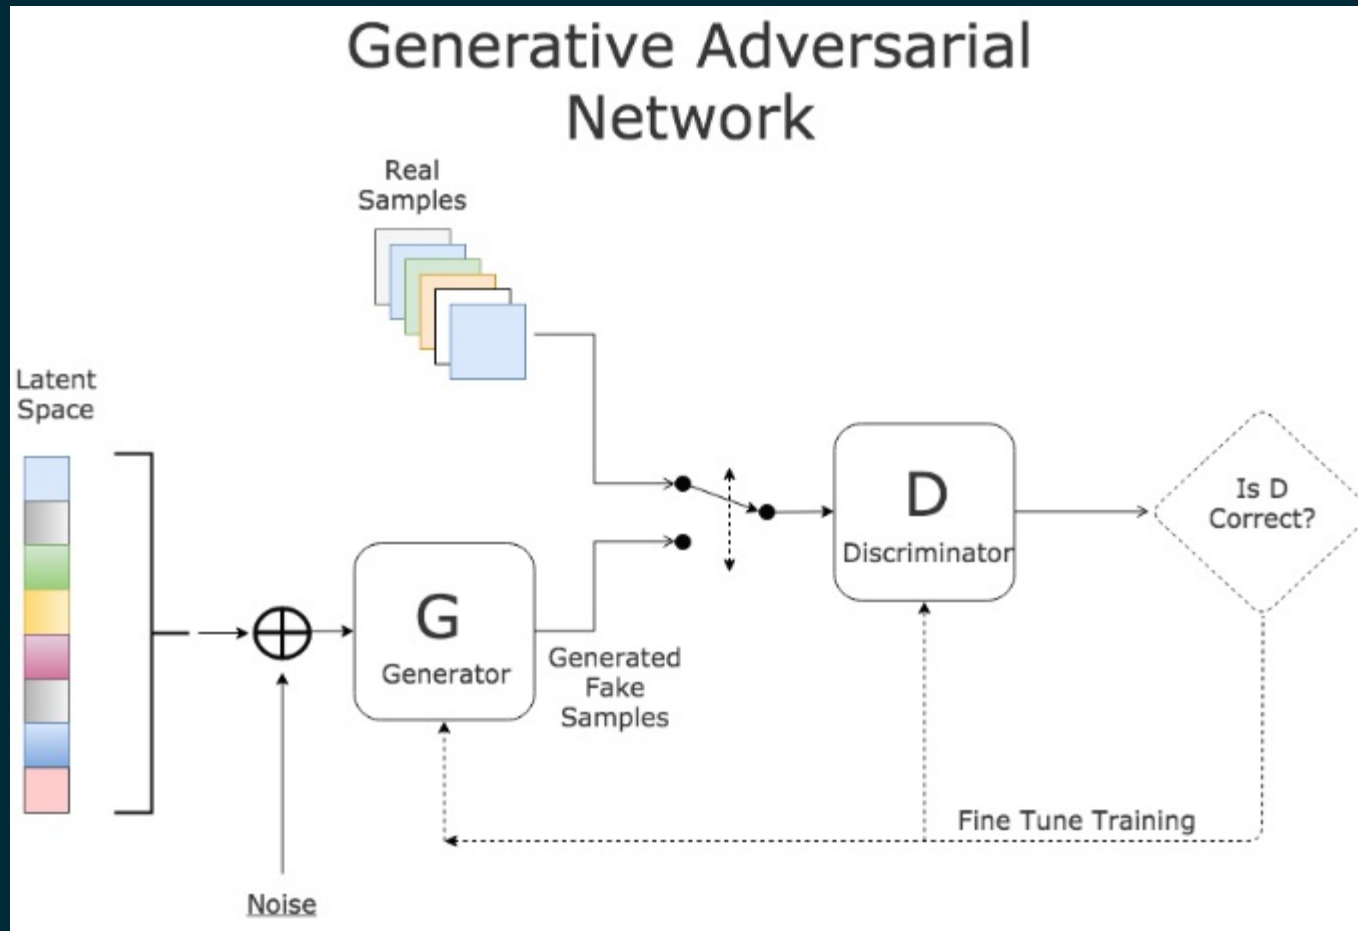 Generative Adversarial
Network
Real
Samples
Latent
Space
G
Generator
Generated
Fake
Samples
D
Discriminator
Is D
Correct?
Fine Tune Training
Noise